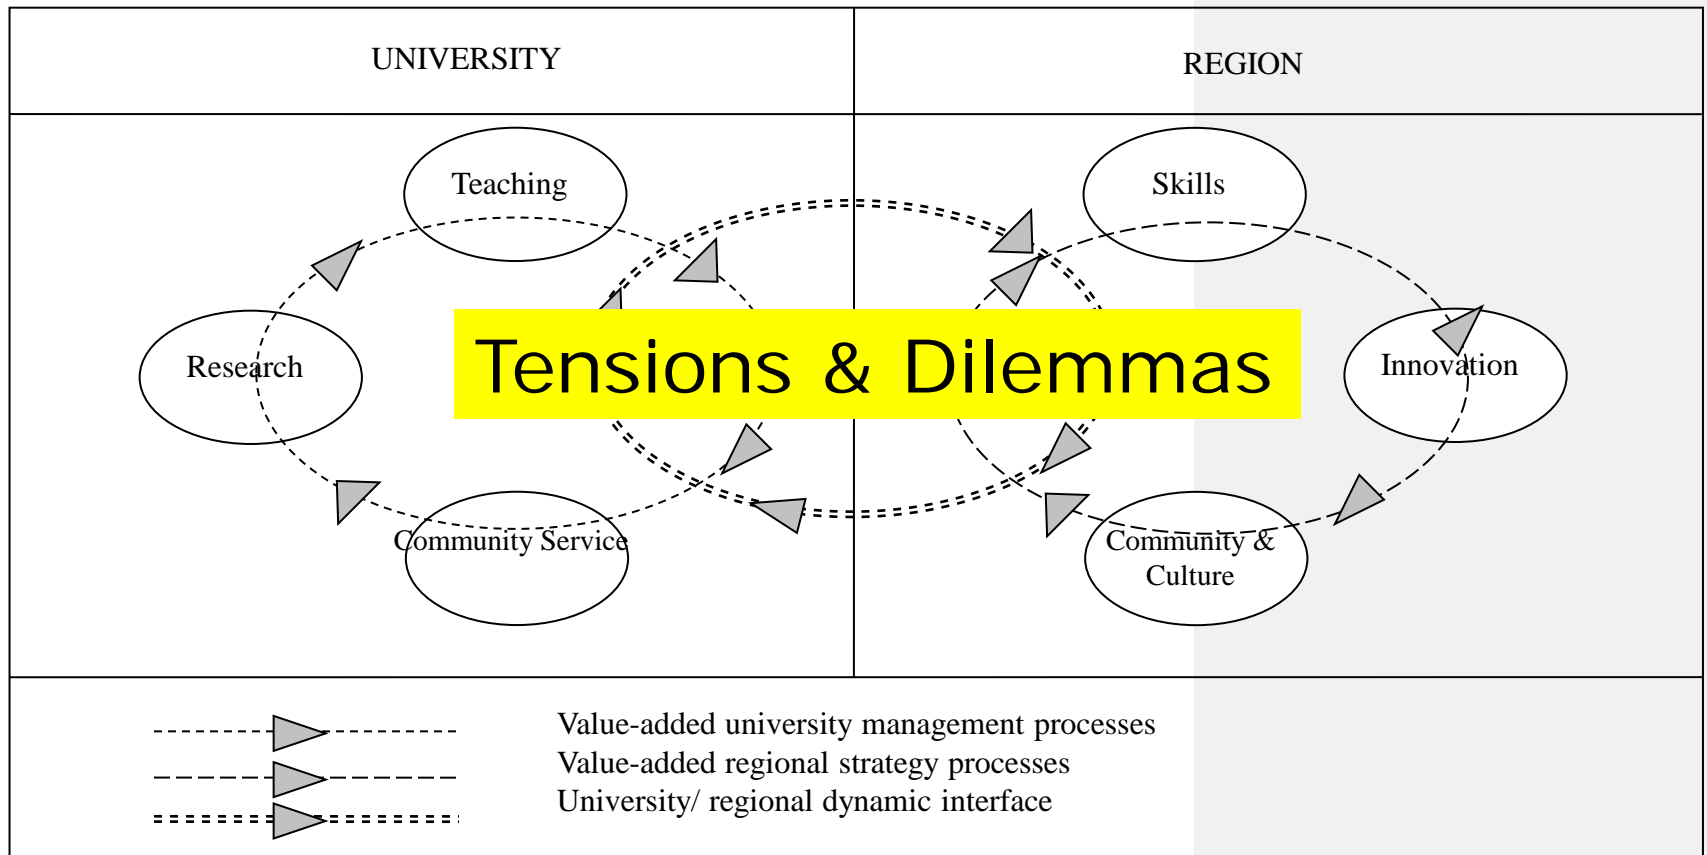 UNIVERSITY
REGION
Teaching
Skills
Research
Tensions & Dilemmas
Innovation
Community Service
Community &
Culture
Value-added university management processes
Value-added regional strategy processes
University/ regional dynamic interface